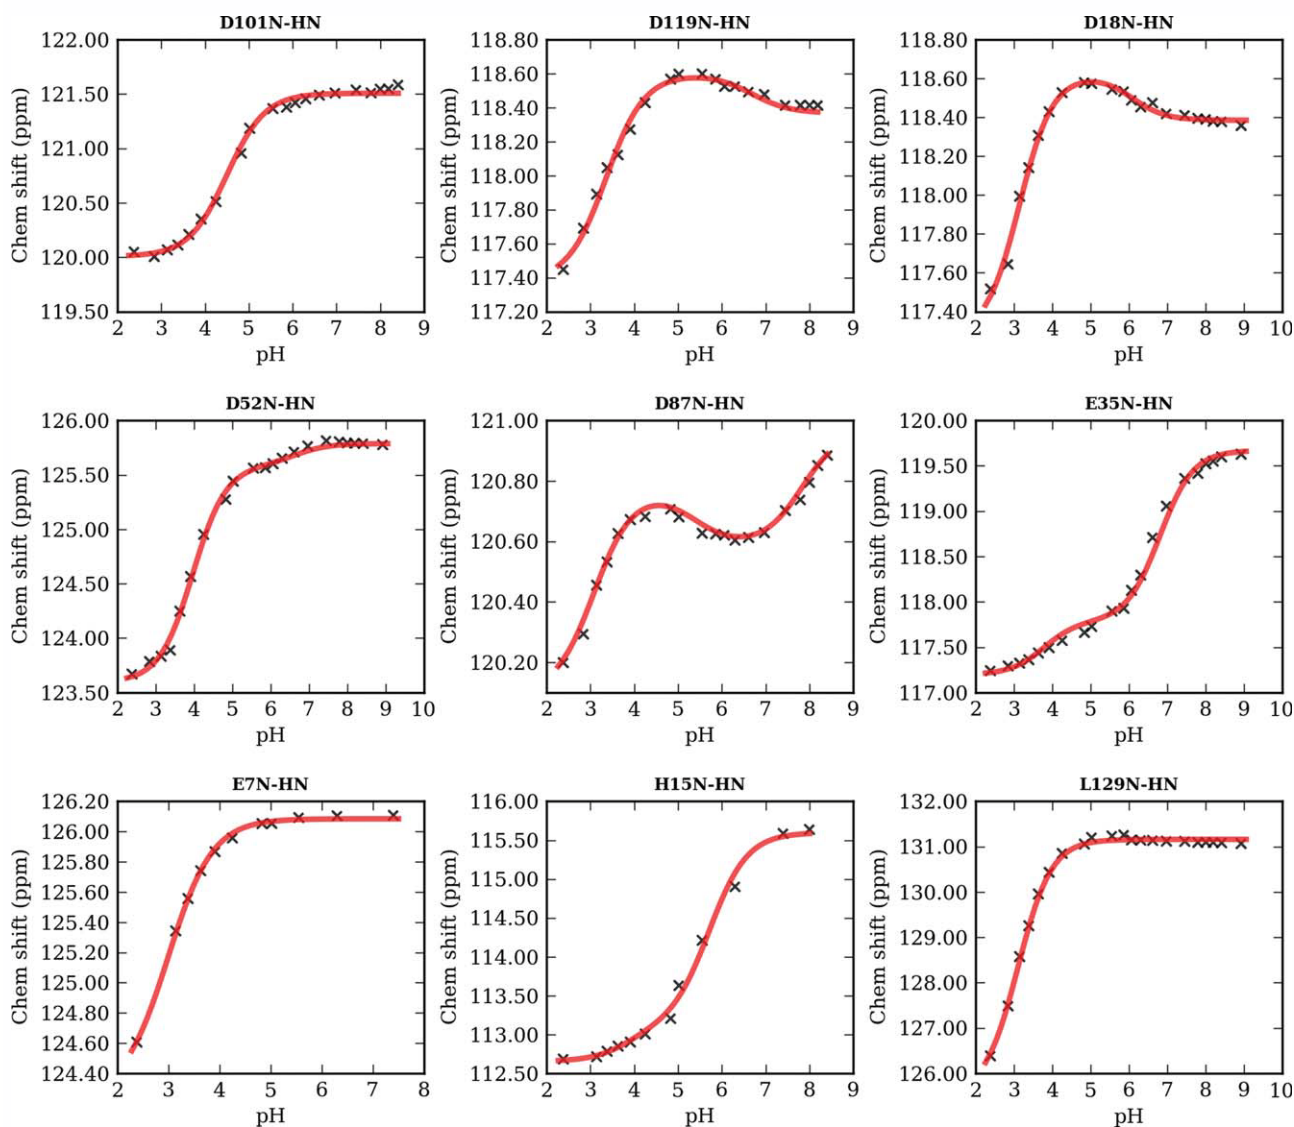 D101N-HN
122.00
121.50
121.00
120.50
120.00
119.50
2 3 4 5 6 7 8 9
pH
Chem shift (ppm)
D119N-HN
118.80
118.60
118.40
118.20
118.00
117.80
117.60
117.40
117.20
2 3 4 5 6 7 8 9
pH
Chem shift (ppm)
D18N-HN
118.80
118.60
118.40
118.20
118.00
117.80
117.60
117.40
2 3 4 5 6 7 8 9 10
pH
Chem shift (ppm)
D52N-HN
126.00
125.50
125.00
124.50
124.00
123.50
2 3 4 5 6 7 8 9 10
pH
Chem shift (ppm)
D87N-HN
121.00
120.80
120.60
120.40
120.20
2 3 4 5 6 7 8 9
pH
Chem shift (ppm)
E35N-HN
120.00
119.50
119.00
118.50
118.00
117.50
117.00
2 3 4 5 6 7 8 9 10
pH
Chem shift (ppm)
E7N-HN
126.20
126.00
125.80
125.60
125.40
125.20
125.00
124.80
124.60
124.40
2 3 4 5 6 7 8
pH
Chem shift (ppm)
H15N-HN
116.00
115.50
115.00
114.50
114.00
113.50
113.00
112.50
2 3 4 5 6 7 8 9
pH
Chem shift (ppm)
L129N-HN
132.00
131.00
130.00
129.00
128.00
127.00
126.00
2 3 4 5 6 7 8 9 10
pH
Chem shift (ppm)